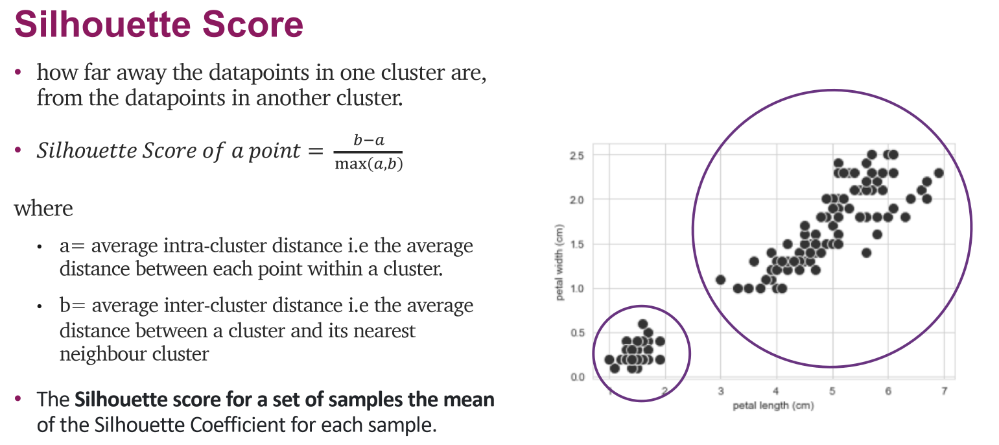 Silhouette Score
• how far away the datapoints in one cluster are,
from the datapoints in another cluster.
• Silhouette Score of a point = b−a / max(a,b)
where
• a= average intra-cluster distance i.e the average
distance between each point within a cluster.
• b= average inter-cluster distance i.e the average
distance between a cluster and its nearest
neighbour cluster
• The Silhouette score for a set of samples the mean
of the Silhouette Coefficient for each sample.
petal width (cm)
2.5
2.0
1.5
1.0
0.5
0.0
1 2 3 4 5 6 7
petal length (cm)